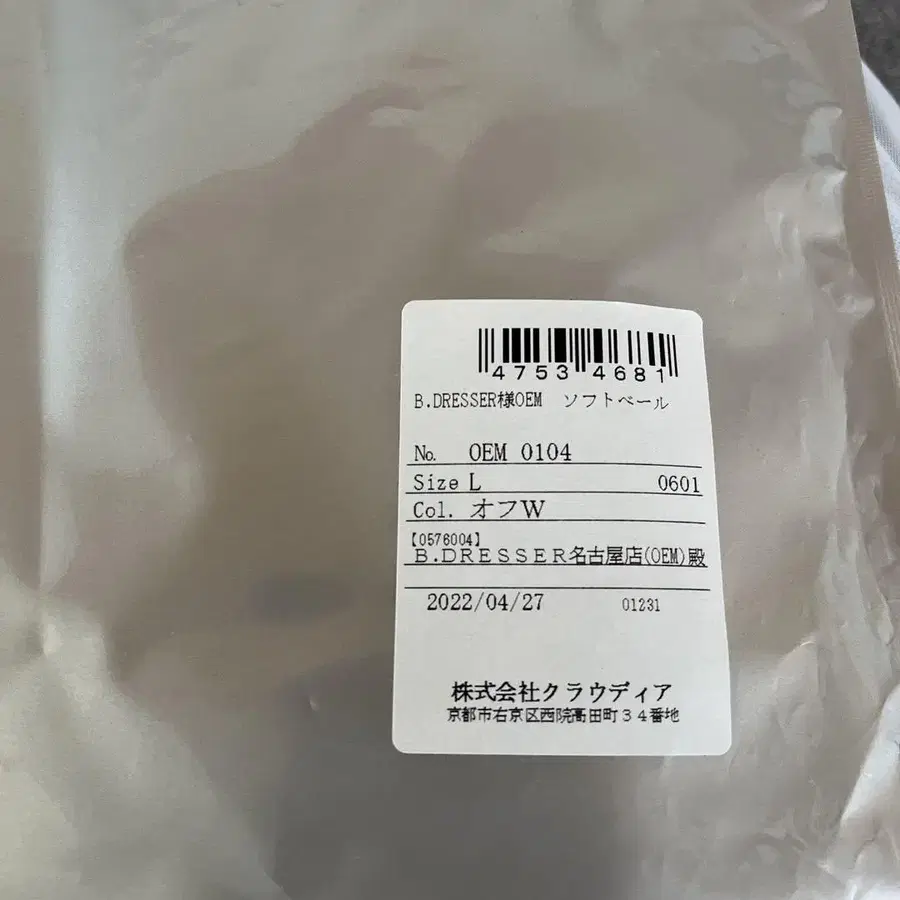 4753 4681
B.DRESSER様OEM　ソフトベール
No.　OEM 0104
Size L　0601
Col. オフW
【0576004】
B.DRESSER名古屋店(OEM)殿
2022/04/27　01231
株式会社クラウディア
京都市右京区西院高田町３４番地